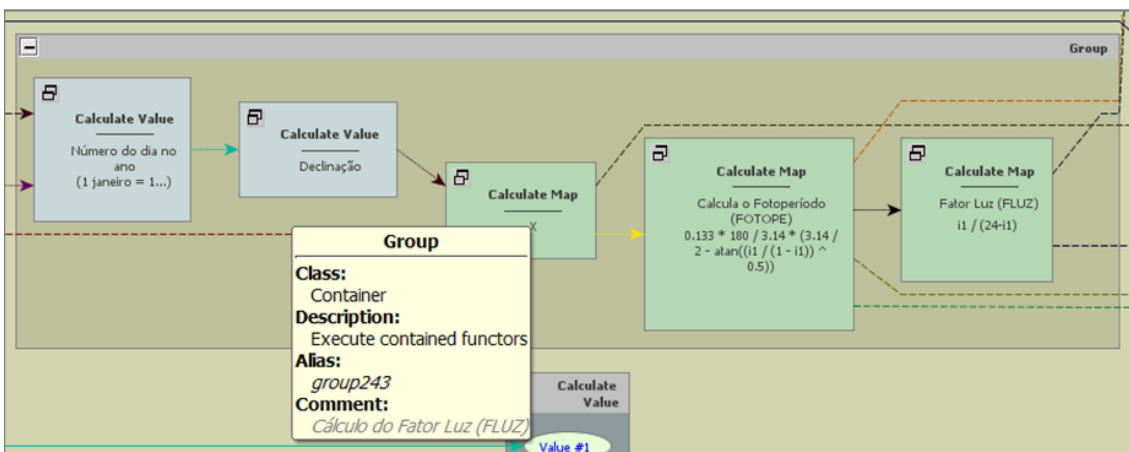 Group
Calculate Value
Número do dia no
ano
(1 janeiro = 1...)
Calculate Value
Declinação
Calculate Map
X
Calculate Map
Calcula o Fotoperíodo
(FOTOPE)
0.133 * 180 / 3.14 * (3.14 /
2 - atan((i1 / (1 - i1)) ^
0.5))
Calculate Map
Fator Luz (FLUZ)
i1 / (24-i1)
Group
Class:
Container
Description:
Execute contained functors
Alias:
group243
Comment:
Cálculo do Fator Luz (FLUZ)
Calculate
Value
Value #1